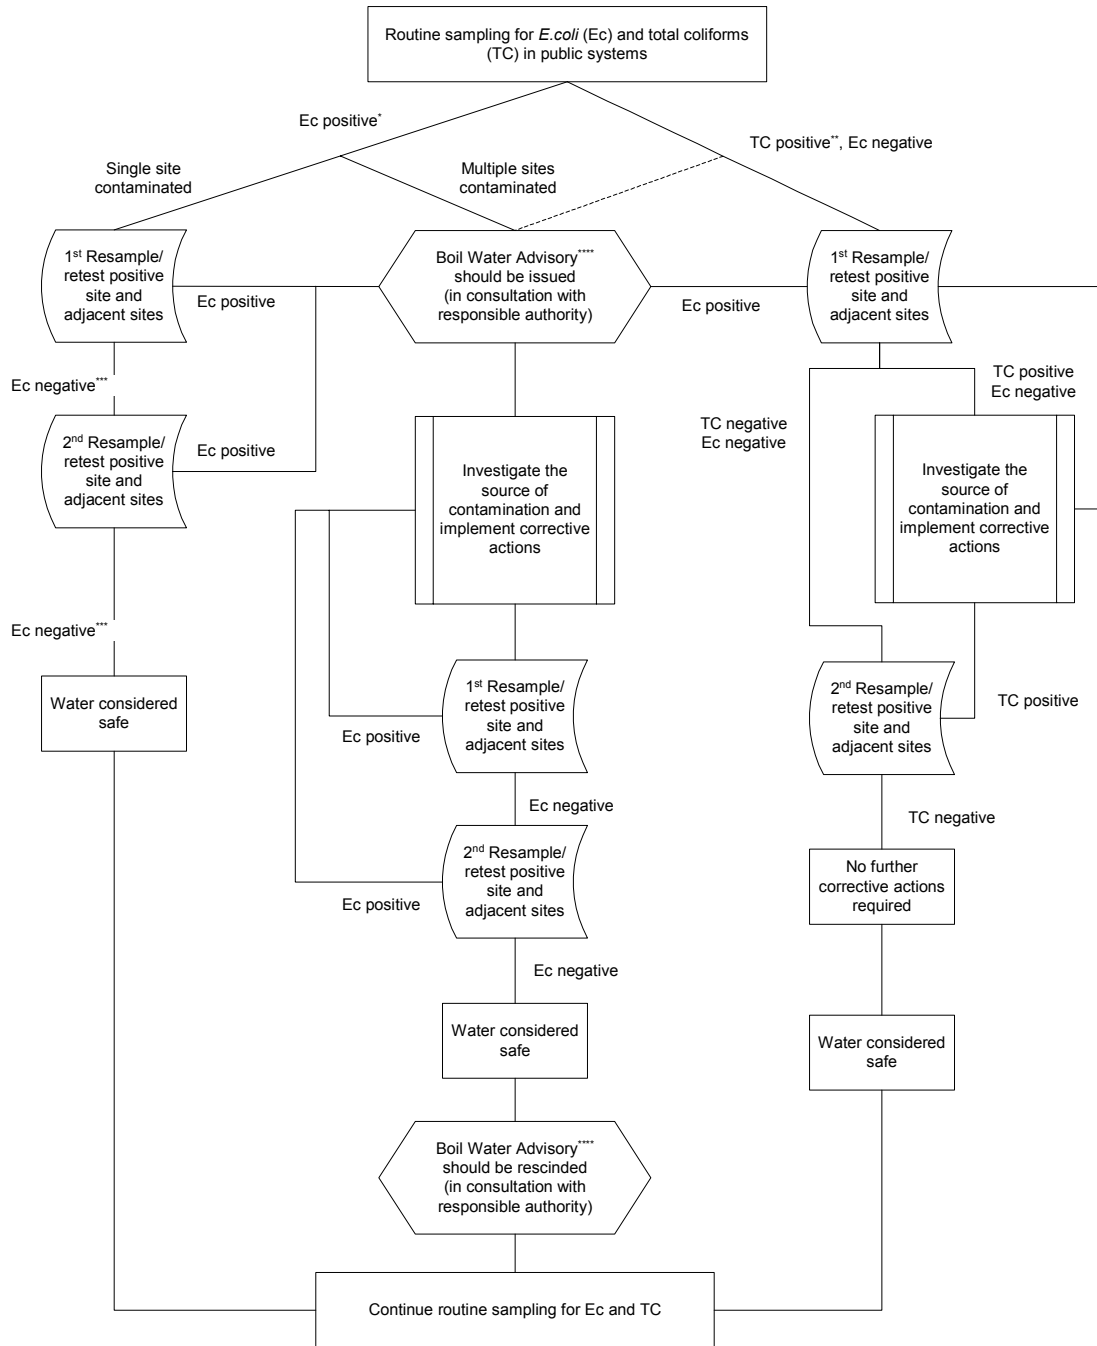 Routine sampling for E.coli (Ec) and total coliforms
(TC) in public systems
Ec positive*
TC positive**, Ec negative
Single site
contaminated
Multiple sites
contaminated
1st Resample/
retest positive
site and
adjacent sites
Ec positive
Boil Water Advisory****
should be issued
(in consultation with
responsible authority)
Ec positive
1st Resample/
retest positive
site and
adjacent sites
Ec negative***
TC positive
Ec negative
TC negative
Ec negative
2nd Resample/
retest positive
site and
adjacent sites
Ec positive
Investigate the
source of
contamination and
implement corrective
actions
Investigate the
source of
contamination and
implement corrective
actions
Ec negative***
Water considered
safe
1st Resample/
retest positive
site and
adjacent sites
Ec positive
2nd Resample/
retest positive
site and
adjacent sites
TC positive
Ec negative
TC negative
2nd Resample/
retest positive
site and
adjacent sites
Ec positive
No further
corrective actions
required
Ec negative
Water considered
safe
Water considered
safe
Boil Water Advisory****
should be rescinded
(in consultation with
responsible authority)
Continue routine sampling for Ec and TC